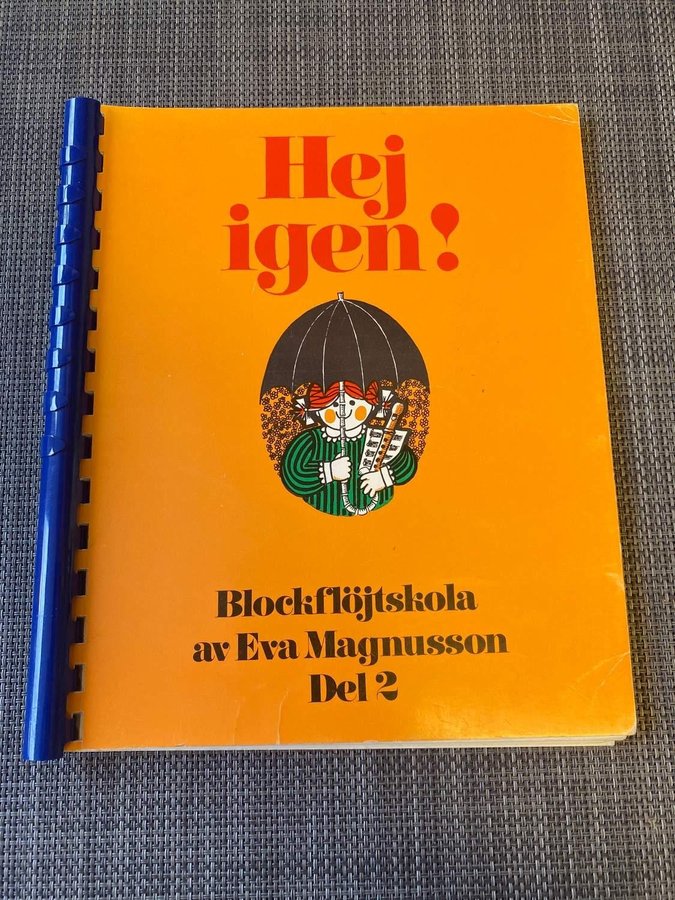 Hej
igen!
Blockflöjtskola
av Eva Magnusson
Del 2